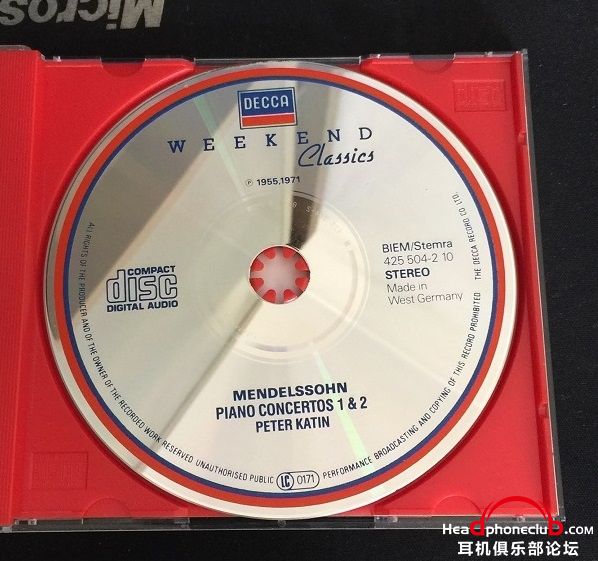 Micros
DECCA
WEEKEND
Classics
℗ 1955,1971
BIEM/Stemra
425 504-2 10
STEREO
Made in
West Germany
COMPACT
disc
DIGITAL AUDIO
MENDELSSOHN
PIANO CONCERTOS 1 & 2
PETER KATIN
ALL RIGHTS OF THE PRODUCER AND OF THE OWNER OF THE RECORDED WORK RESERVED UNAUTHORISED PUBLIC LC 0171 PERFORMANCE BROADCASTING AND COPYING OF THIS RECORD PROHIBITED THE DECCA RECORD CO. LTD.
Headphoneclub.com
耳机俱乐部论坛